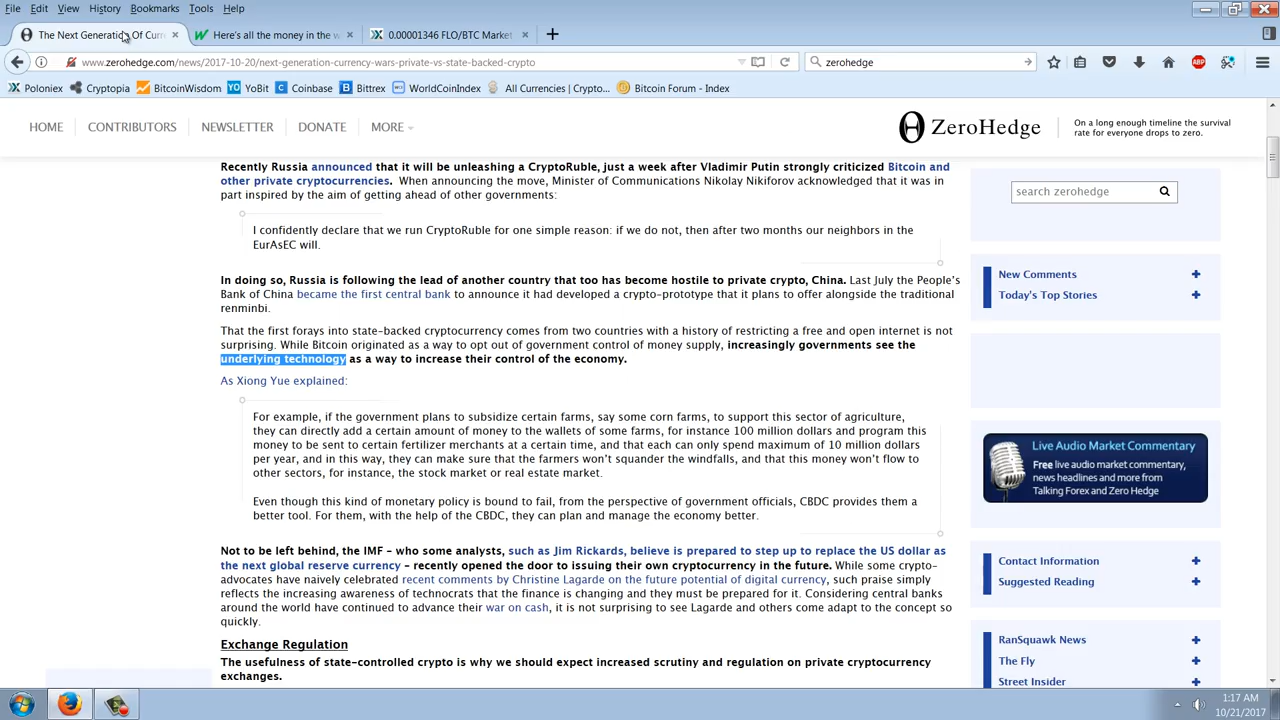 File Edit View History Bookmarks Tools Help
The Next Generation Of Curr
Here's all the money in the w
0.00001346 FLO/BTC Market
www.zerohedge.com/news/2017-10-20/next-generation-currency-wars-private-vs-state-backed-crypto
zerohedge
ABP
Poloniex Cryptopia BitcoinWisdom YoBit Coinbase Bittrex WorldCoinIndex All Currencies | Crypto... Bitcoin Forum - Index
HOME CONTRIBUTORS NEWSLETTER DONATE MORE
ZeroHedge
On a long enough timeline the survival
rate for everyone drops to zero.
Recently Russia announced that it will be unleashing a CryptoRuble, just a week after Vladimir Putin strongly criticized Bitcoin and
other private cryptocurrencies. When announcing the move, Minister of Communications Nikolay Nikiforov acknowledged that it was in
part inspired by the aim of getting ahead of other governments:
I confidently declare that we run CryptoRuble for one simple reason: if we do not, then after two months our neighbors in the
EurAsEC will.
In doing so, Russia is following the lead of another country that too has become hostile to private crypto, China. Last July the People's
Bank of China became the first central bank to announce it had developed a crypto-prototype that it plans to offer alongside the traditional
renminbi.
That the first forays into state-backed cryptocurrency comes from two countries with a history of restricting a free and open internet is not
surprising. While Bitcoin originated as a way to opt out of government control of money supply, increasingly governments see the
underlying technology as a way to increase their control of the economy.
As Xiong Yue explained:
For example, if the government plans to subsidize certain farms, say some corn farms, to support this sector of agriculture,
they can directly add a certain amount of money to the wallets of some farms, for instance 100 million dollars and program this
money to be sent to certain fertilizer merchants at a certain time, and that each can only spend maximum of 10 million dollars
per year, and in this way, they can make sure that the farmers won't squander the windfalls, and that this money won't flow to
other sectors, for instance, the stock market or real estate market.
Even though this kind of monetary policy is bound to fail, from the perspective of government officials, CBDC provides them a
better tool. For them, with the help of the CBDC, they can plan and manage the economy better.
Not to be left behind, the IMF – who some analysts, such as Jim Rickards, believe is prepared to step up to replace the US dollar as
the next global reserve currency – recently opened the door to issuing their own cryptocurrency in the future. While some crypto-
advocates have naively celebrated recent comments by Christine Lagarde on the future potential of digital currency, such praise simply
reflects the increasing awareness of technocrats that the finance is changing and they must be prepared for it. Considering central banks
around the world have continued to advance their war on cash, it is not surprising to see Lagarde and others come adapt to the concept so
quickly.
Exchange Regulation
The usefulness of state-controlled crypto is why we should expect increased scrutiny and regulation on private cryptocurrency
exchanges.
search zerohedge
New Comments
Today's Top Stories
Live Audio Market Commentary
Free live audio market commentary,
news headlines and more from
Talking Forex and Zero Hedge
Contact Information
Suggested Reading
RanSquawk News
The Fly
Street Insider
1:17 AM
10/21/2017